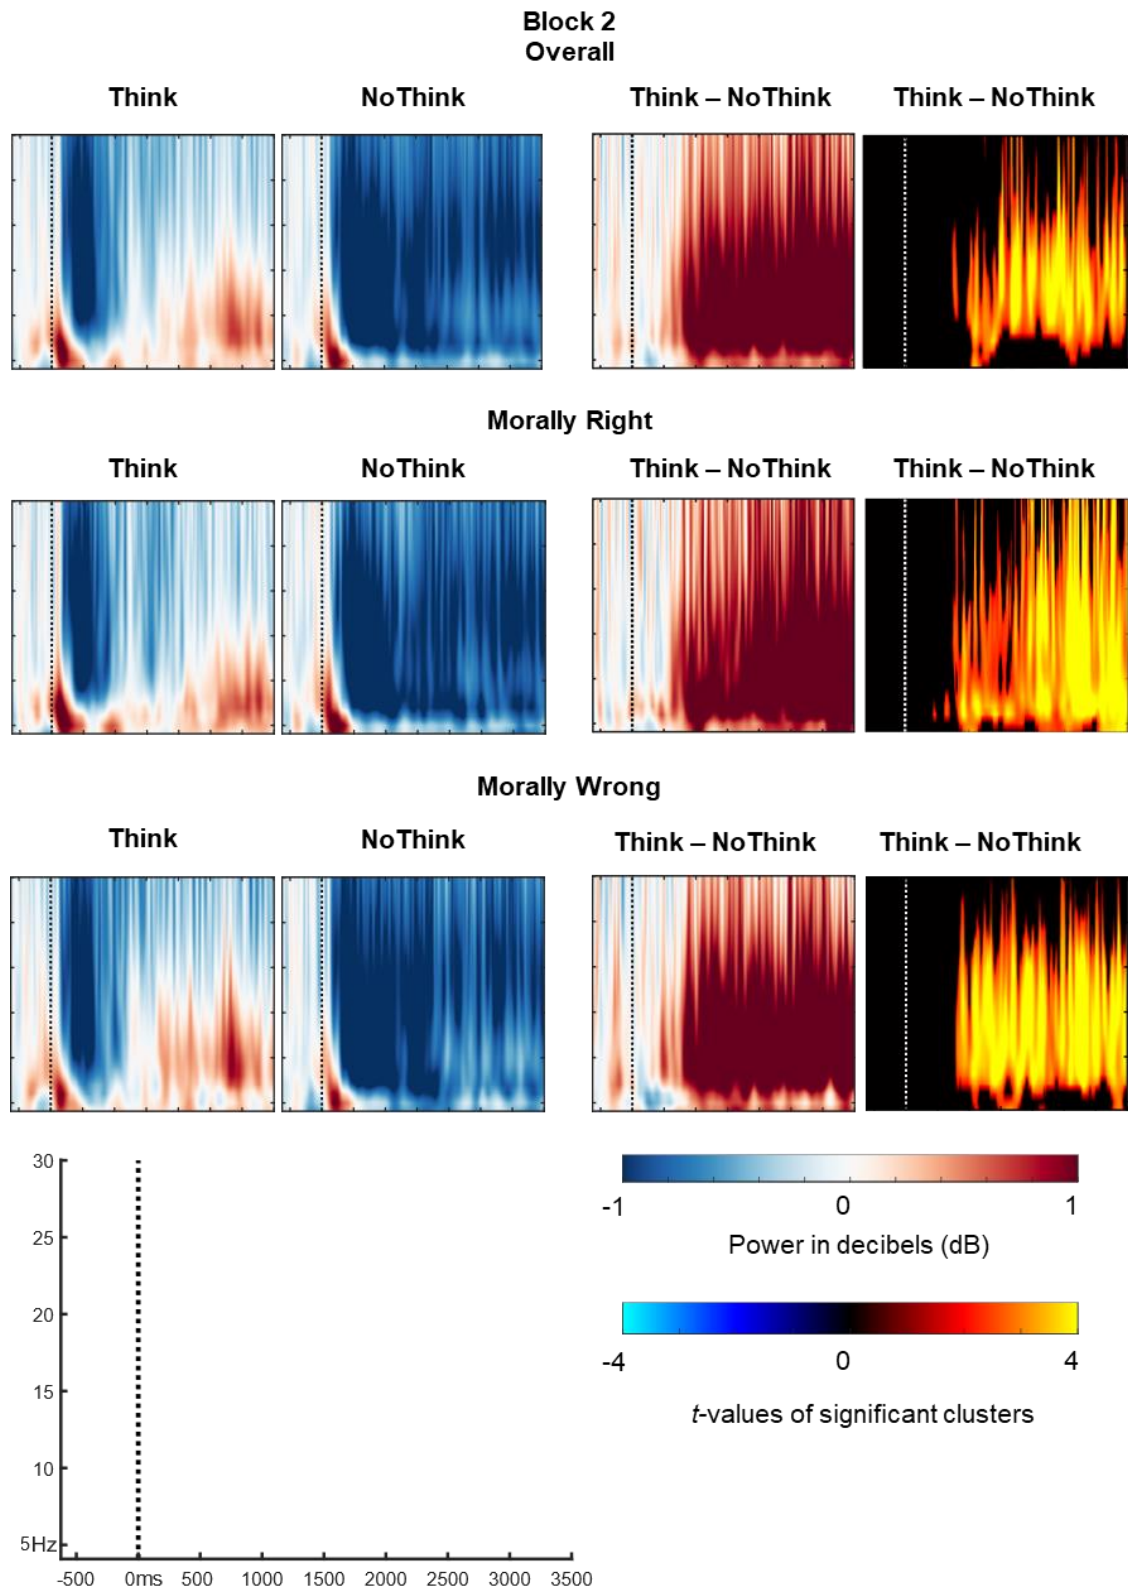 Block 2
Overall
Think NoThink Think – NoThink Think – NoThink
Morally Right
Think NoThink Think – NoThink Think – NoThink
Morally Wrong
Think NoThink Think – NoThink Think – NoThink
30
25
20
15
10
5Hz
-500 0ms 500 1000 1500 2000 2500 3000 3500
-1 0 1
Power in decibels (dB)
-4 0 4
t-values of significant clusters